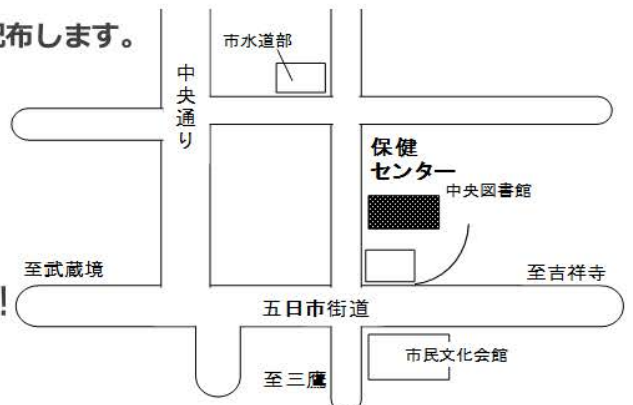 配布します。
市水道部
中央通り
保健
センター
中央図書館
至武蔵境
至吉祥寺
!
五日市街道
市民文化会館
至三鷹